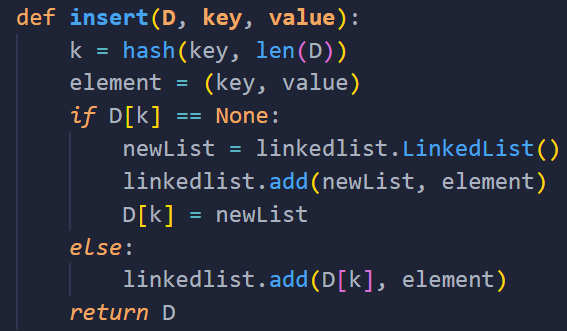 def insert(D, key, value):
    k = hash(key, len(D))
    element = (key, value)
    if D[k] == None:
        newList = linkedlist.LinkedList()
        linkedlist.add(newList, element)
        D[k] = newList
    else:
        linkedlist.add(D[k], element)
    return D